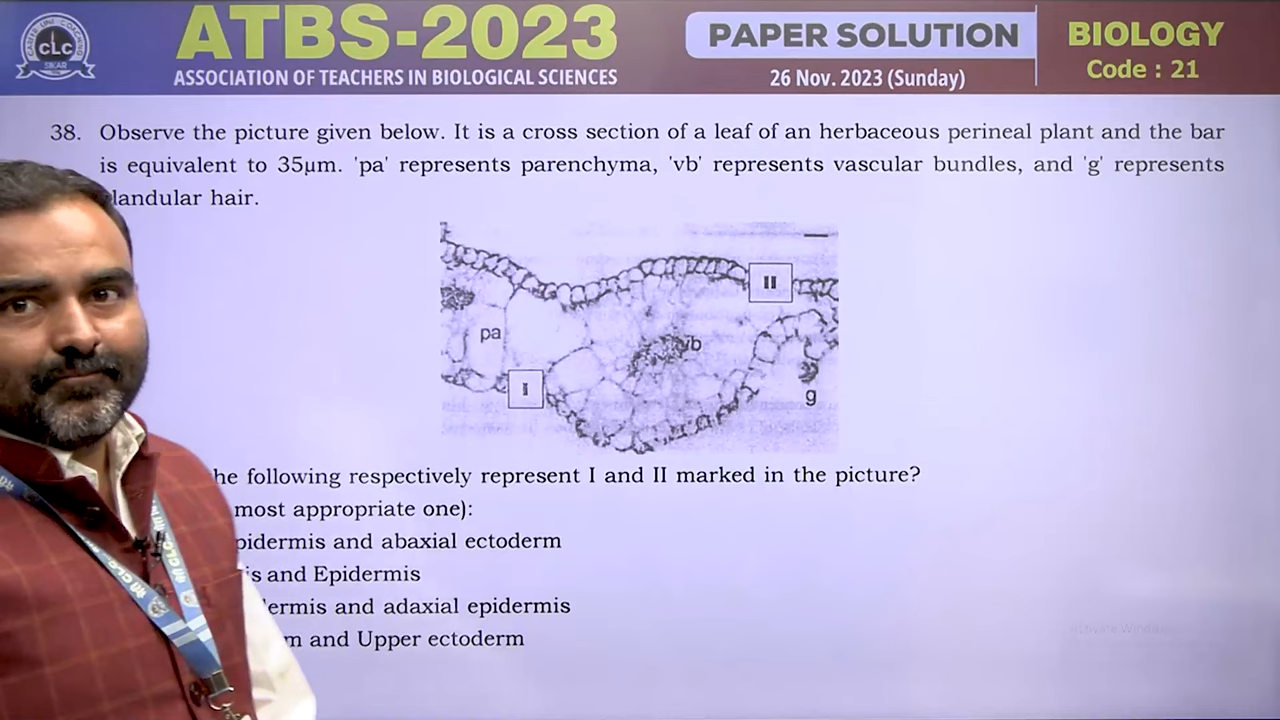 CLC
SIKAR
ATBS-2023
ASSOCIATION OF TEACHERS IN BIOLOGICAL SCIENCES
PAPER SOLUTION
26 Nov. 2023 (Sunday)
BIOLOGY
Code : 21
38. Observe the picture given below. It is a cross section of a leaf of an herbaceous perineal plant and the bar
is equivalent to 35µm. 'pa' represents parenchyma, 'vb' represents vascular bundles, and 'g' represents
landular hair.
II
pa
vb
I
g
he following respectively represent I and II marked in the picture?
most appropriate one):
pidermis and abaxial ectoderm
is and Epidermis
dermis and adaxial epidermis
m and Upper ectoderm